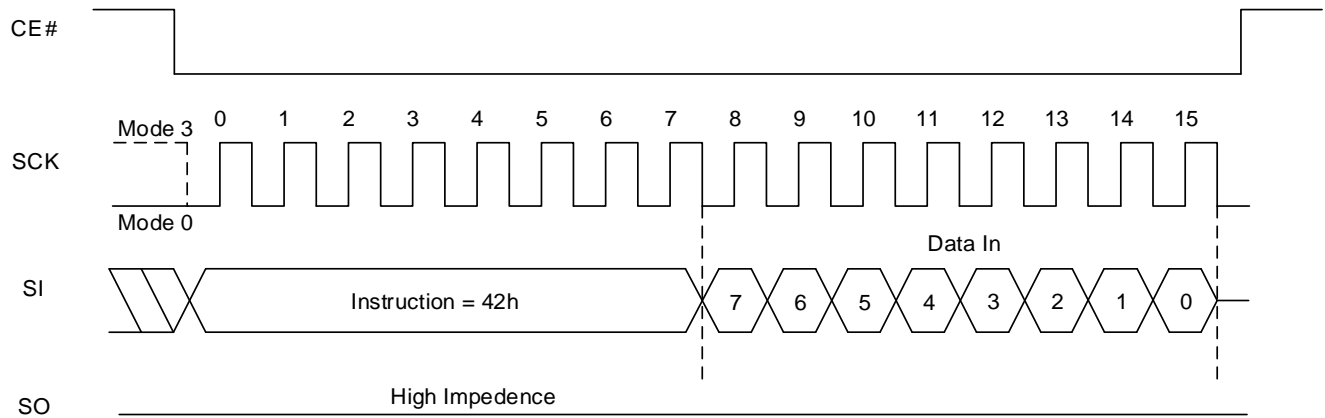 CE#
Mode 3
0 1 2 3 4 5 6 7 8 9 10 11 12 13 14 15
SCK
Mode 0
Data In
SI
Instruction = 42h
7 6 5 4 3 2 1 0
High Impedence
SO